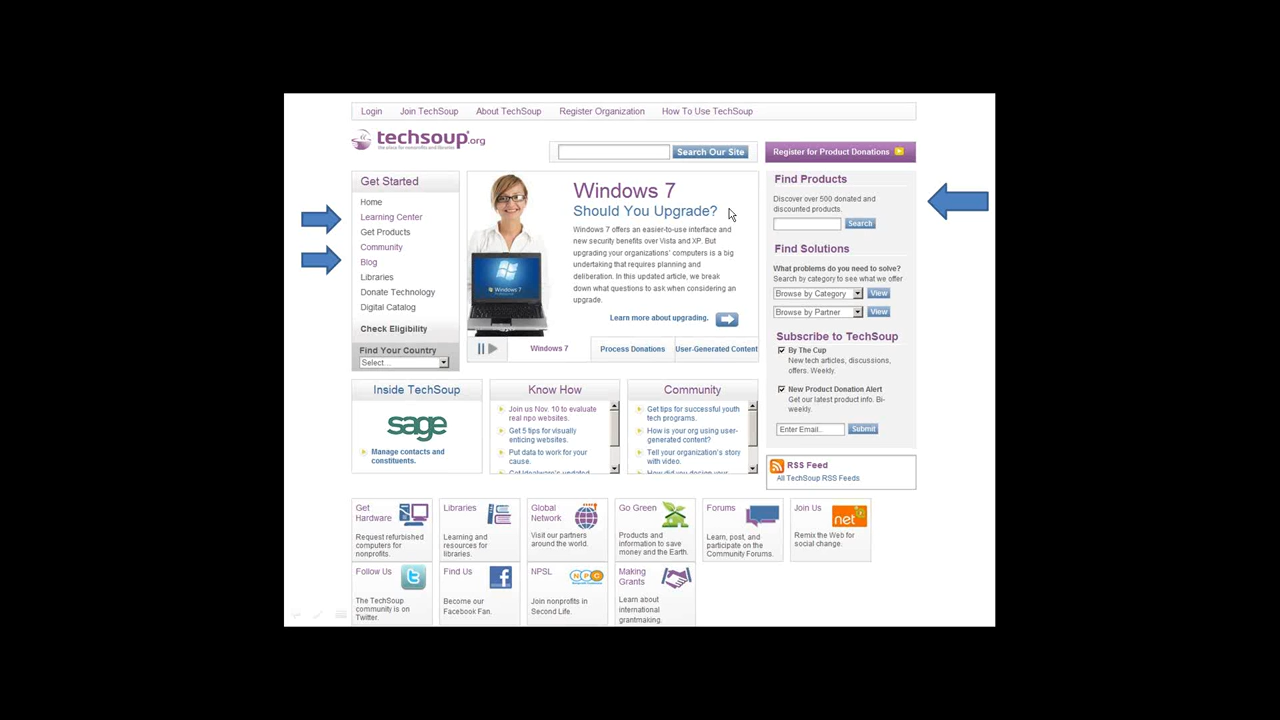 Login Join TechSoup About TechSoup Register Organization How To Use TechSoup
techsoup.org
the place for nonprofits and libraries
Search Our Site
Register for Product Donations
Get Started
Home
Learning Center
Get Products
Community
Blog
Libraries
Donate Technology
Digital Catalog
Check Eligibility
Find Your Country
Select ...
Windows 7
Should You Upgrade?
Windows 7 offers an easier-to-use interface and
new security benefits over Vista and XP. But
upgrading your organizations' computers is a big
undertaking that requires planning and
deliberation. In this updated article, we break
down what questions to ask when considering an
upgrade.
Learn more about upgrading.
Windows 7
Windows 7 Process Donations User-Generated Content
Find Products
Discover over 500 donated and
discounted products.
Search
Find Solutions
What problems do you need to solve?
Search by category to see what we offer
Browse by Category View
Browse by Partner View
Subscribe to TechSoup
By The Cup
New tech articles, discussions,
offers. Weekly.
New Product Donation Alert
Get our latest product info. Bi-
weekly.
Enter Email.. Submit
RSS Feed
All TechSoup RSS Feeds
Inside TechSoup
sage
Manage contacts and
constituents.
Know How
Join us Nov. 10 to evaluate
real npo websites.
Get 5 tips for visually
enticing websites.
Put data to work for your
cause.
Get Idealware's updated
Community
Get tips for successful youth
tech programs.
How is your org using user-
generated content?
Tell your organization's story
with video.
How did you design your
Get
Hardware
Request refurbished
computers for
nonprofits.
Libraries
Learning and
resources for
libraries.
Global
Network
Visit our partners
around the world.
Go Green
Products and
information to save
money and the Earth.
Forums
Learn, post, and
participate on the
Community Forums.
Join Us
net
Remix the Web for
social change.
Follow Us
The TechSoup
community is on
Twitter.
Find Us
Become our
Facebook Fan.
NPSL
NPC
Join nonprofits in
Second Life.
Making
Grants
Learn about
international
grantmaking.